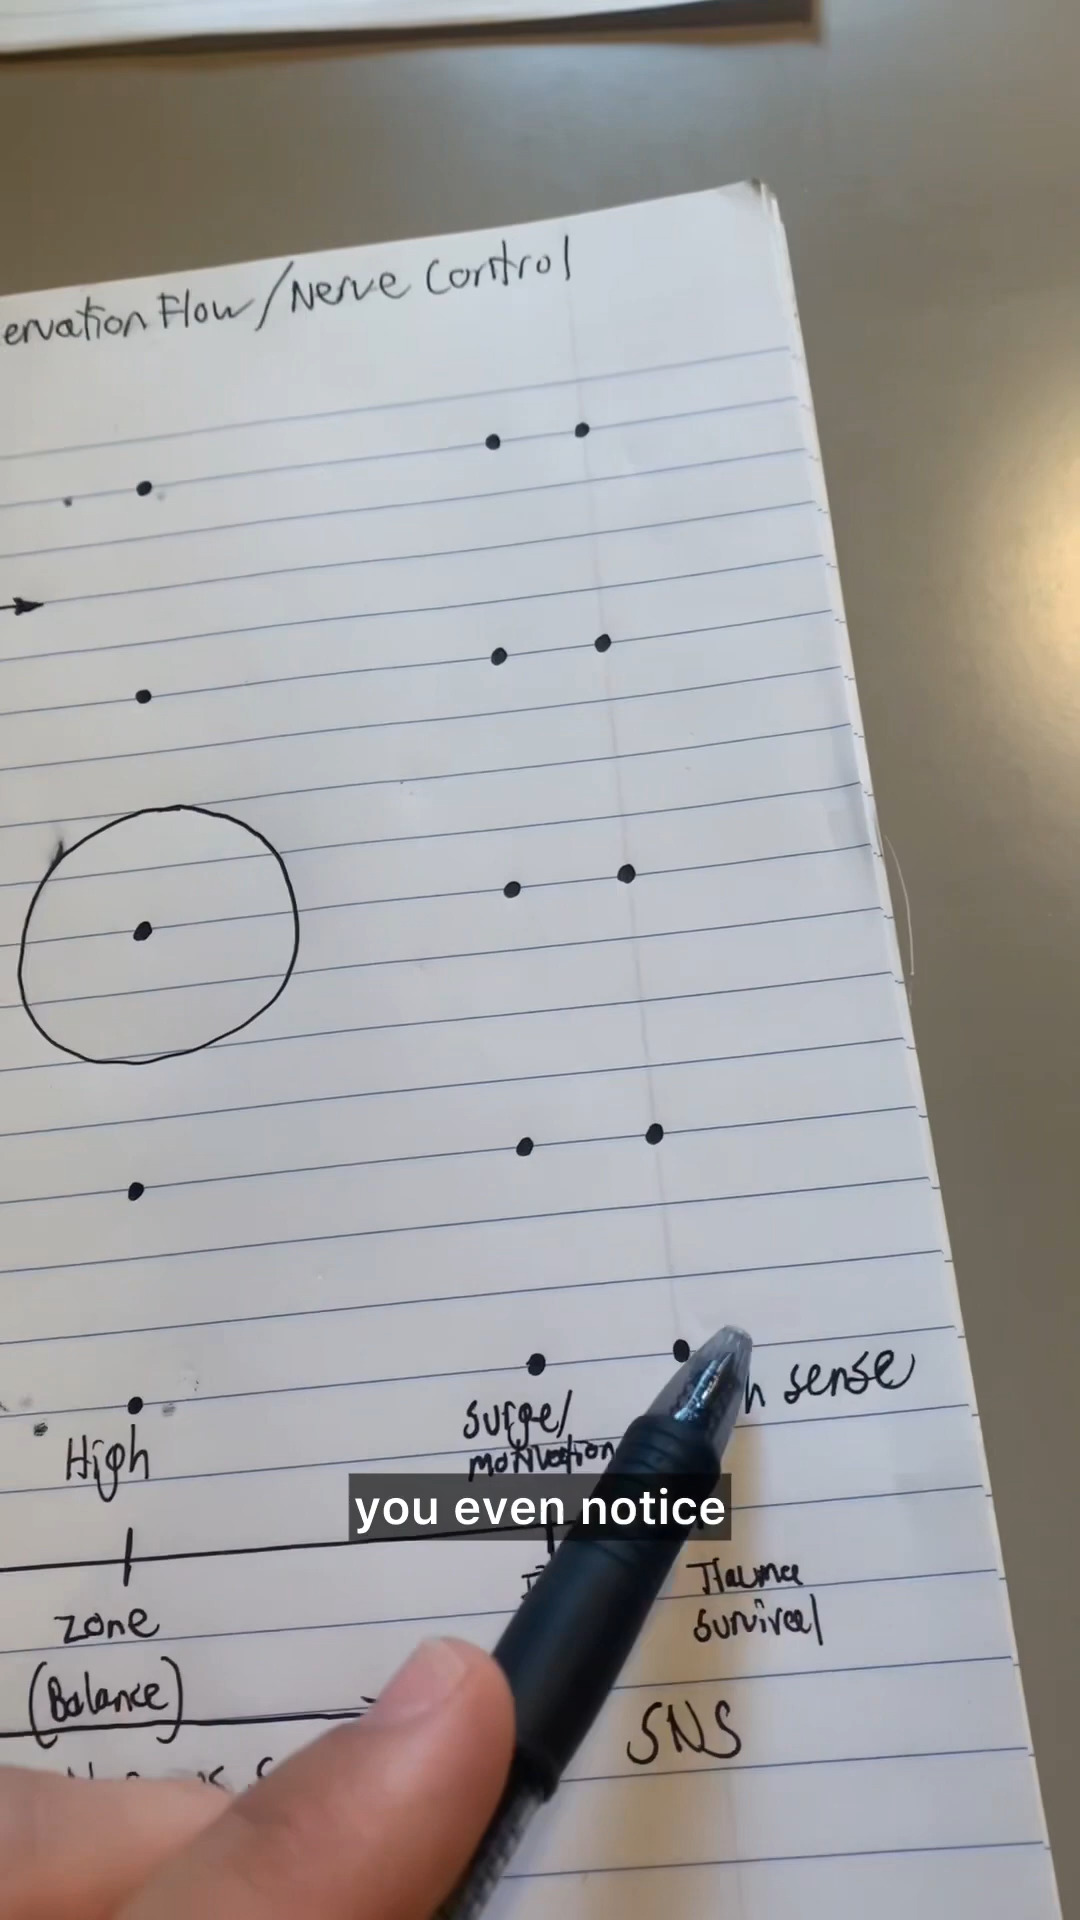 ervation Flow/Nerve Control
sense
High
Surge/
motivation
you even notice
Trauma
Survival
zone
(Balance)
SNS